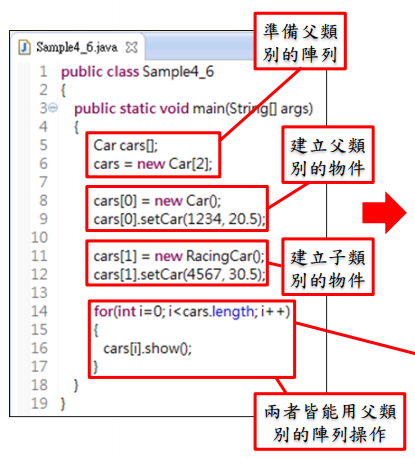 準備父類
別的陣列
Sample4_6.java
1 public class Sample4_6
2 {
3 public static void main(String[] args)
4 {
5 Car cars[];
6 cars = new Car[2];
7
8 cars[0] = new Car();
9 cars[0].setCar(1234, 20.5);
10
11 cars[1] = new RacingCar();
12 cars[1].setCar(4567, 30.5);
13
14 for(int i=0; i<cars.length; i++)
15 {
16 cars[i].show();
17 }
18 }
19 }
建立父類
別的物件
建立子類
別的物件
兩者皆能用父類
別的陣列操作